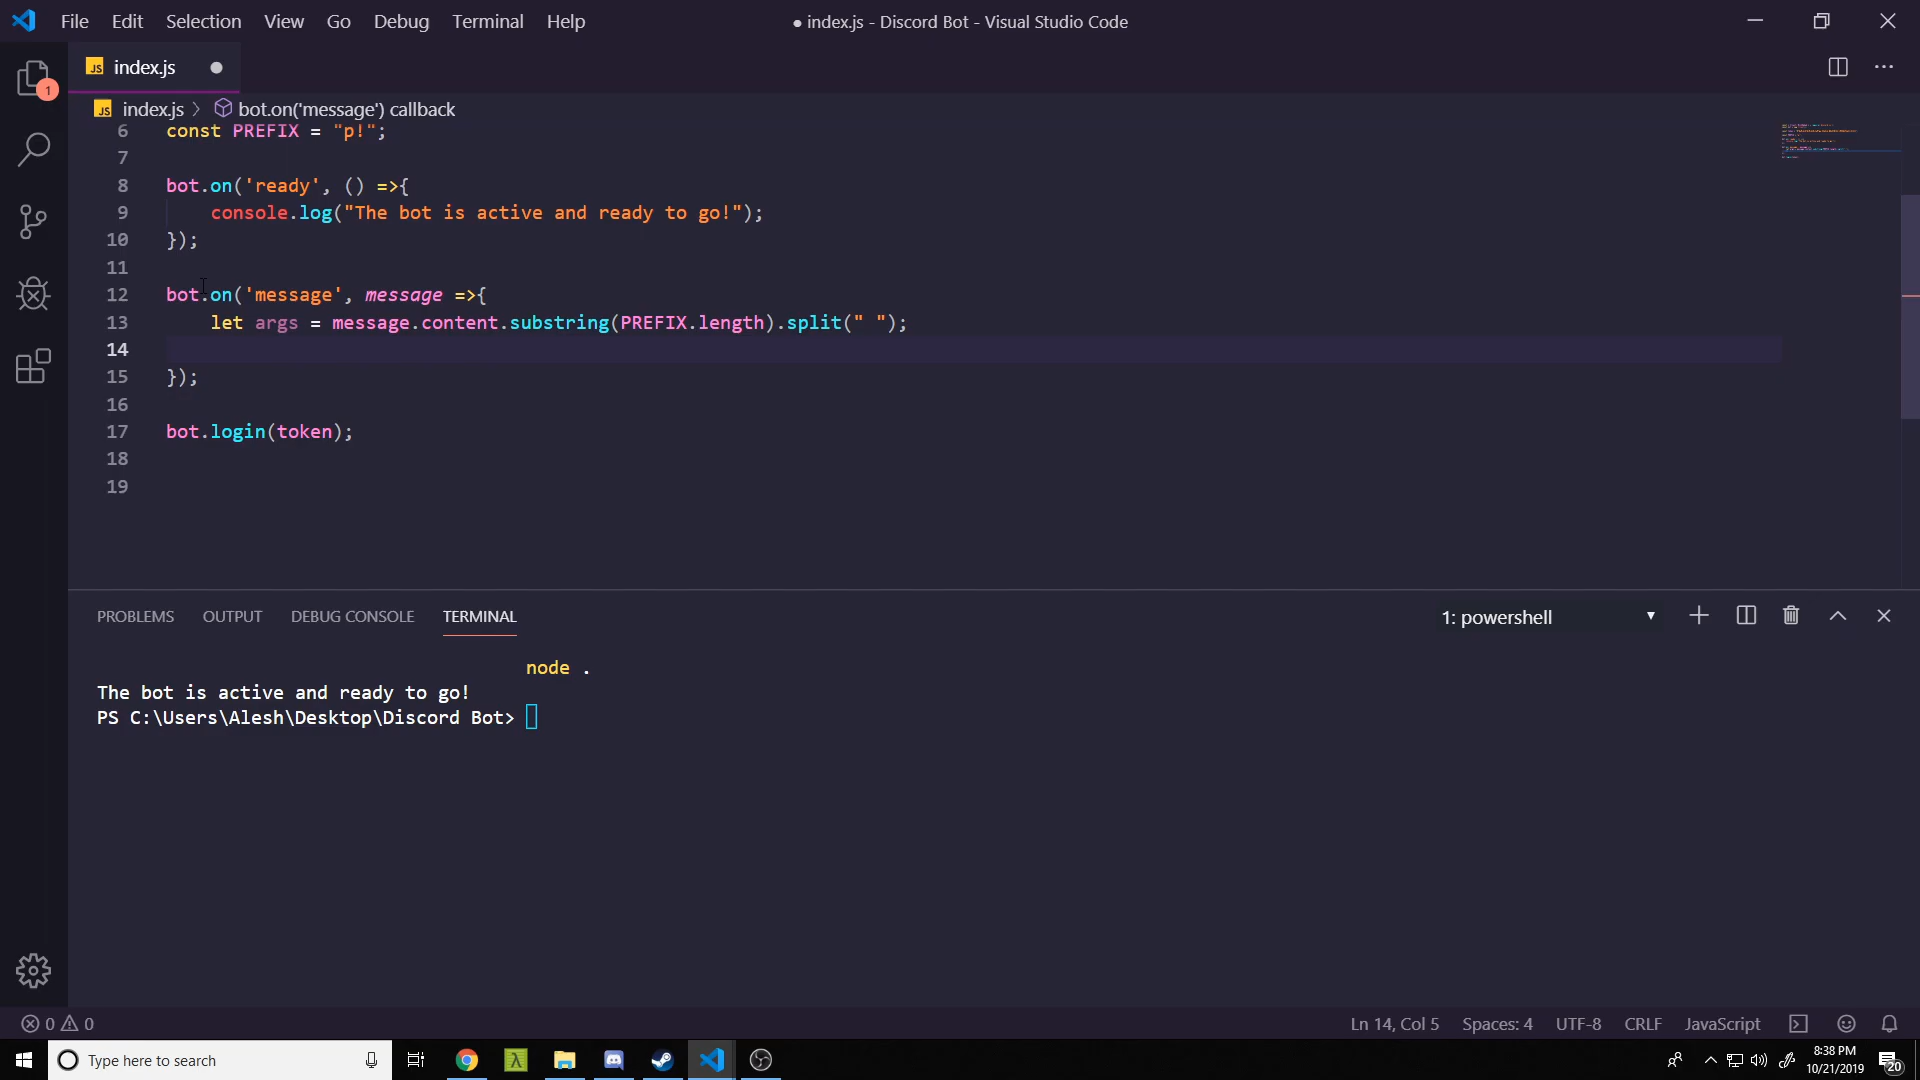 File Edit Selection View Go Debug Terminal Help
● index.js - Discord Bot - Visual Studio Code
1
JS index.js ●
JS index.js > bot.on('message') callback
6 const PREFIX = "p!";
7
8 bot.on('ready', () =>{
9 console.log("The bot is active and ready to go!");
10 });
11
12 bot.on('message', message =>{
13 let args = message.content.substring(PREFIX.length).split(" ");
14
15 });
16
17 bot.login(token);
18
19
PROBLEMS OUTPUT DEBUG CONSOLE TERMINAL 1: powershell
node .
The bot is active and ready to go!
PS C:\Users\Alesh\Desktop\Discord Bot>
0 0 Ln 14, Col 5 Spaces: 4 UTF-8 CRLF JavaScript
Type here to search
8:38 PM
10/21/2019
20